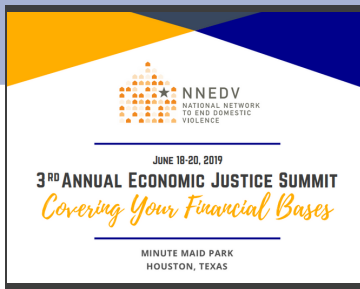 NNEDV
NATIONAL NETWORK
TO END DOMESTIC
VIOLENCE
JUNE 18-20, 2019
3RD ANNUAL ECONOMIC JUSTICE SUMMIT
Covering Your Financial Bases
MINUTE MAID PARK
HOUSTON, TEXAS